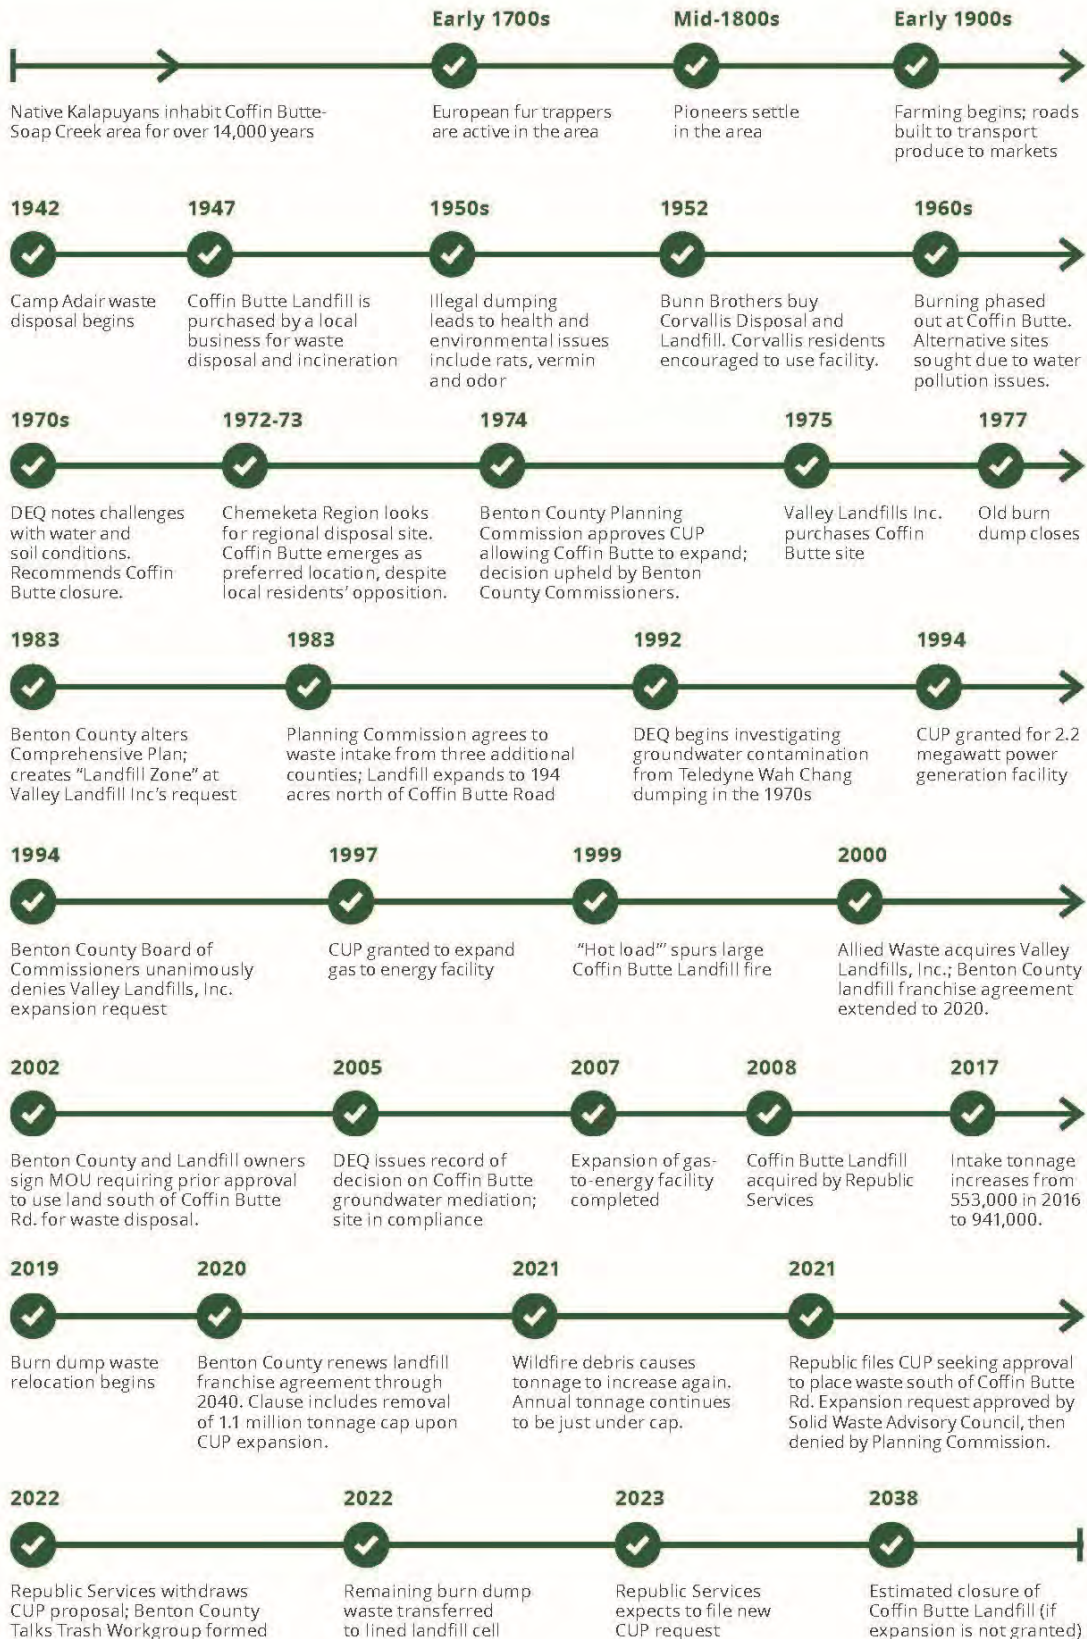 Early 1700s
Mid-1800s
Early 1900s
Native Kalapuyans inhabit Coffin Butte-
Soap Creek area for over 14,000 years
European fur trappers
are active in the area
Pioneers settle
in the area
Farming begins; roads
built to transport
produce to markets
1942
1947
1950s
1952
1960s
Camp Adair waste
disposal begins
Coffin Butte Landfill is
purchased by a local
business for waste
disposal and incineration
Illegal dumping
leads to health and
environmental issues
include rats, vermin
and odor
Bunn Brothers buy
Corvallis Disposal and
Landfill. Corvallis residents
encouraged to use facility.
Burning phased
out at Coffin Butte.
Alternative sites
sought due to water
pollution issues.
1970s
1972-73
1974
1975
1977
DEQ notes challenges
with water and
soil conditions.
Recommends Coffin
Butte closure.
Chemeketa Region looks
for regional disposal site.
Coffin Butte emerges as
preferred location, despite
local residents' opposition.
Benton County Planning
Commission approves CUP
allowing Coffin Butte to expand;
decision upheld by Benton
County Commissioners.
Valley Landfills Inc.
purchases Coffin
Butte site
Old burn
dump closes
1983
1983
1992
1994
Benton County alters
Comprehensive Plan;
creates "Landfill Zone" at
Valley Landfill Inc's request
Planning Commission agrees to
waste intake from three additional
counties; Landfill expands to 194
acres north of Coffin Butte Road
DEQ begins investigating
groundwater contamination
from Teledyne Wah Chang
dumping in the 1970s
CUP granted for 2.2
megawatt power
generation facility
1994
1997
1999
2000
Benton County Board of
Commissioners unanimously
denies Valley Landfills, Inc.
expansion request
CUP granted to expand
gas to energy facility
"Hot load"' spurs large
Coffin Butte Landfill fire
Allied Waste acquires Valley
Landfills, Inc.; Benton County
landfill franchise agreement
extended to 2020.
2002
2005
2007
2008
2017
Benton County and Landfill owners
sign MOU requiring prior approval
to use land south of Coffin Butte
Rd. for waste disposal.
DEQ issues record of
decision on Coffin Butte
groundwater mediation;
site in compliance
Expansion of gas-
to-energy facility
completed
Coffin Butte Landfill
acquired by Republic
Services
Intake tonnage
increases from
553,000 in 2016
to 941,000.
2019
2020
2021
2021
Burn dump waste
relocation begins
Benton County renews landfill
franchise agreement through
2040. Clause includes removal
of 1.1 million tonnage cap upon
CUP expansion.
Wildfire debris causes
tonnage to increase again.
Annual tonnage continues
to be just under cap.
Republic files CUP seeking approval
to place waste south of Coffin Butte
Rd. Expansion request approved by
Solid Waste Advisory Council, then
denied by Planning Commission.
2022
2022
2023
2038
Republic Services withdraws
CUP proposal; Benton County
Talks Trash Workgroup formed
Remaining burn dump
waste transferred
to lined landfill cell
Republic Services
expects to file new
CUP request
Estimated closure of
Coffin Butte Landfill (if
expansion is not granted)